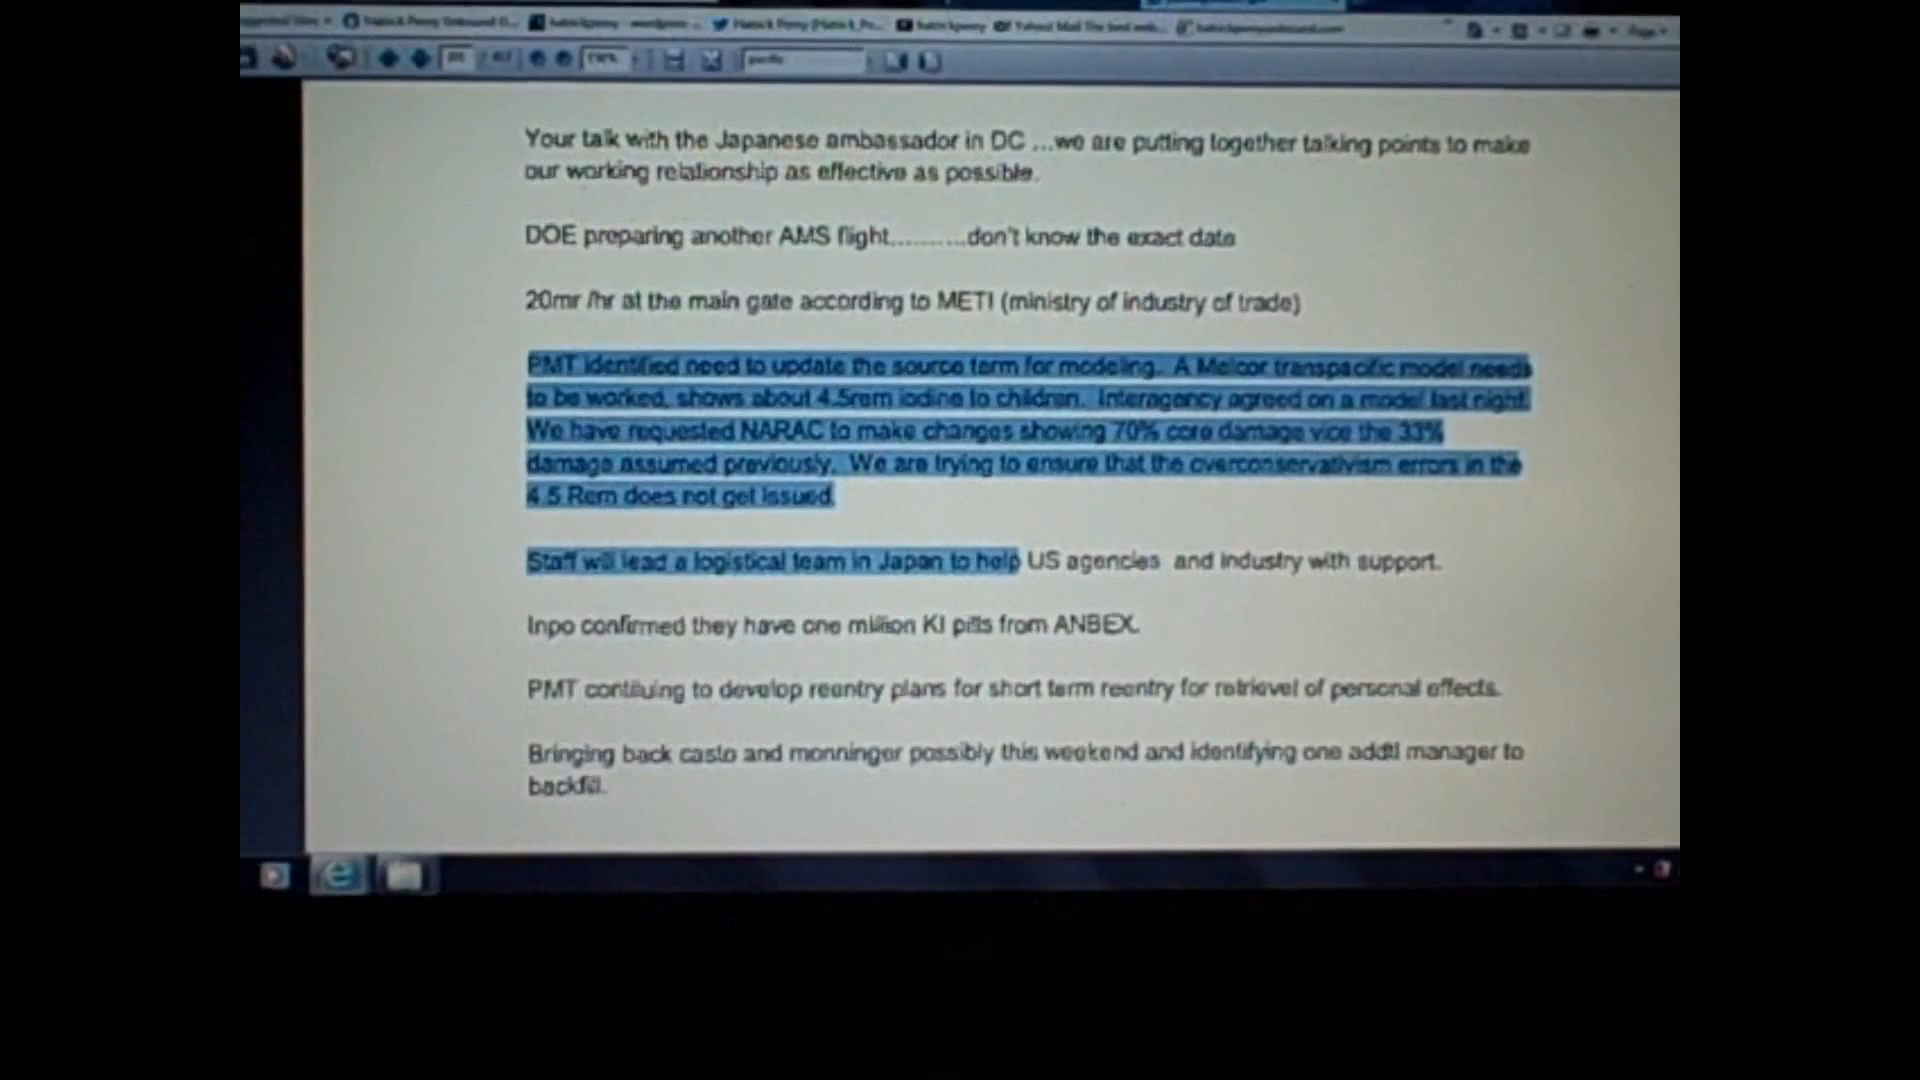 Yahoo! Mail The best web...
pacific
Your talk with the Japanese ambassador in DC ...we are putting together talking points to make
our working relationship as effective as possible.
DOE preparing another AMS flight..........don't know the exact date
20mr /hr at the main gate according to METI (ministry of industry of trade)
PMT identified need to update the source term for modeling. A Melcor transpacific model needs
to be worked, shows about 4.5rem iodine to children. Interagency agreed on a model last night.
We have requested NARAC to make changes showing 70% core damage vice the 33%
damage assumed previously. We are trying to ensure that the overconservativism errors in the
4.5 Rem does not get issued.
Staff will lead a logistical team in Japan to help US agencies and industry with support.
Inpo confirmed they have one million KI pills from ANBEX.
PMT contiuing to develop reentry plans for short term reentry for retrievel of personal effects.
Bringing back casto and monninger possibly this weekend and identifying one addtl manager to
backfill.